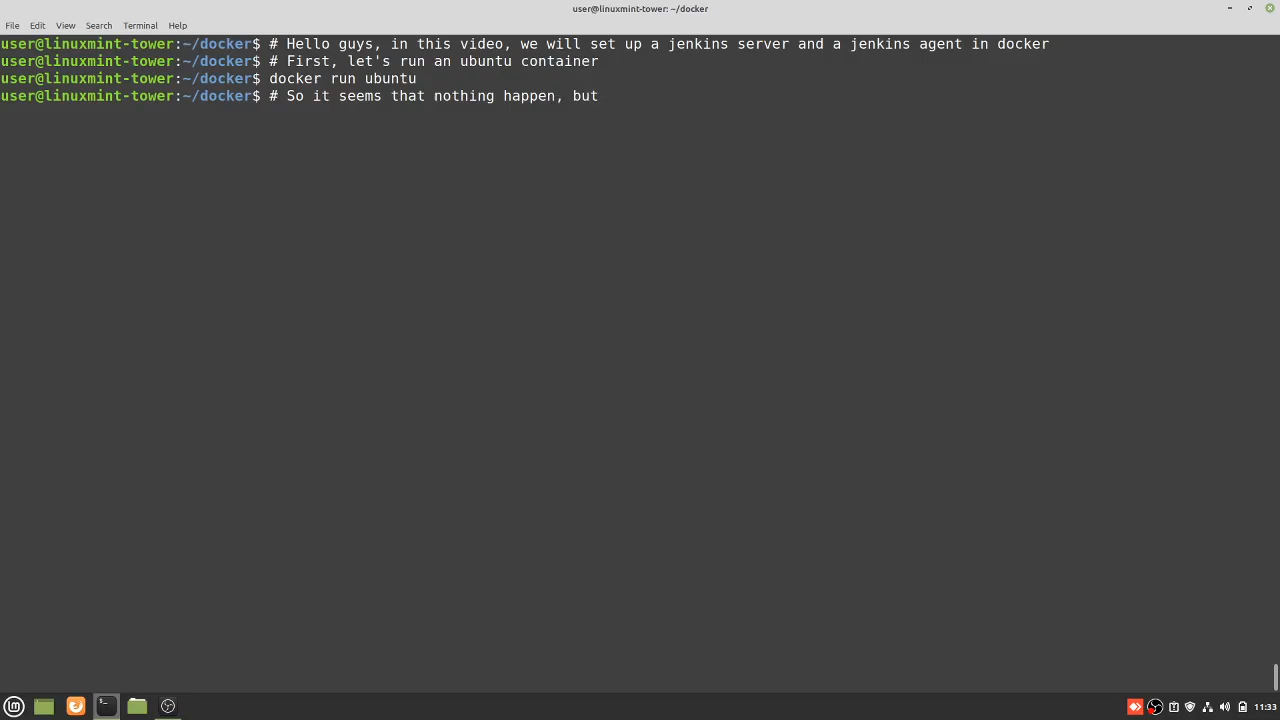 user@linuxmint-tower: ~/docker
File Edit View Search Terminal Help
user@linuxmint-tower:~/docker$ # Hello guys, in this video, we will set up a jenkins server and a jenkins agent in docker
user@linuxmint-tower:~/docker$ # First, let's run an ubuntu container
user@linuxmint-tower:~/docker$ docker run ubuntu
user@linuxmint-tower:~/docker$ # So it seems that nothing happen, but
11:33